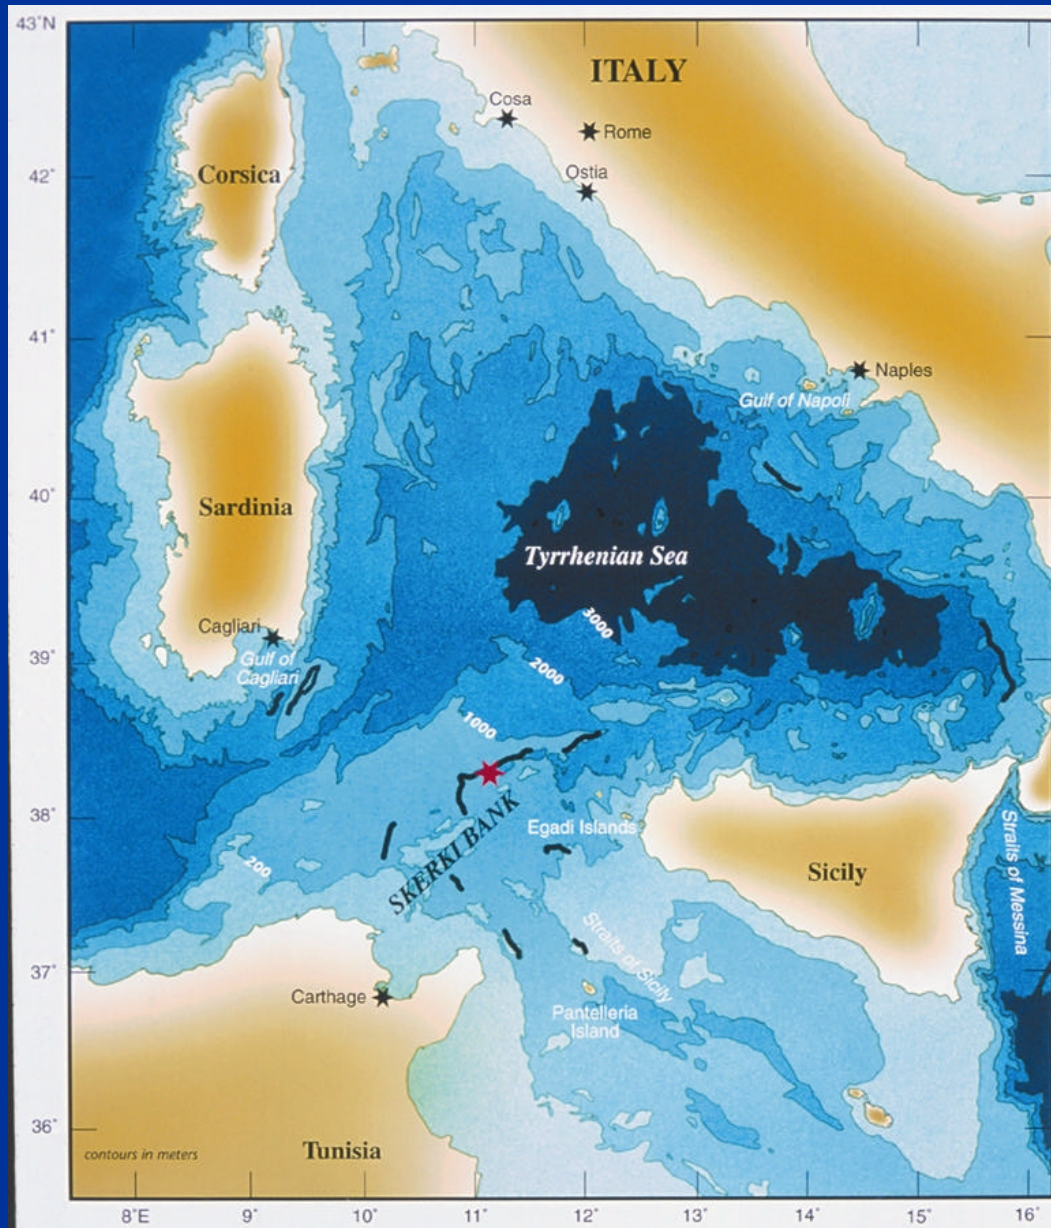 43°N
ITALY
Cosa
Rome
Corsica
42°
Ostia
41°
Naples
Gulf of Napoli
40°
Sardinia
Tyrrhenian Sea
3000
Cagliari
39°
Gulf of
Cagliari
2000
1000
38°
SKERKI BANK
Egadi Islands
200
Sicily
Straits of Messina
Straits of Sicily
37°
Carthage
Pantelleria
Island
36°
Tunisia
contours in meters
8°E
9°
10°
11°
12°
13°
14°
15°
16°